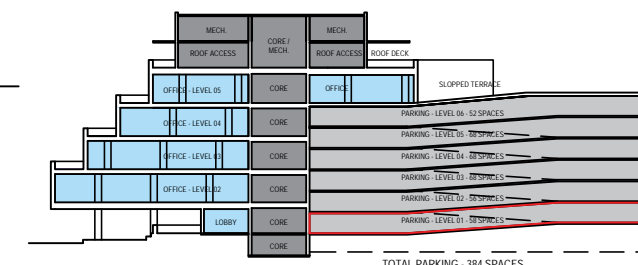 MECH.
CORE /
MECH.
MECH.
ROOF ACCESS
ROOF ACCESS
ROOF DECK
OFFICE - LEVEL 05
CORE
OFFICE
SLOPPED TERRACE
PARKING - LEVEL 06 - 52 SPACES
OFFICE - LEVEL 04
CORE
PARKING - LEVEL 05 - 68 SPACES
OFFICE - LEVEL 03
CORE
PARKING - LEVEL 04 - 68 SPACES
PARKING - LEVEL 03 - 68 SPACES
OFFICE - LEVEL 02
CORE
PARKING - LEVEL 02 - 56 SPACES
LOBBY
CORE
PARKING - LEVEL 01 - 58 SPACES
CORE
TOTAL PARKING - 384 SPACES